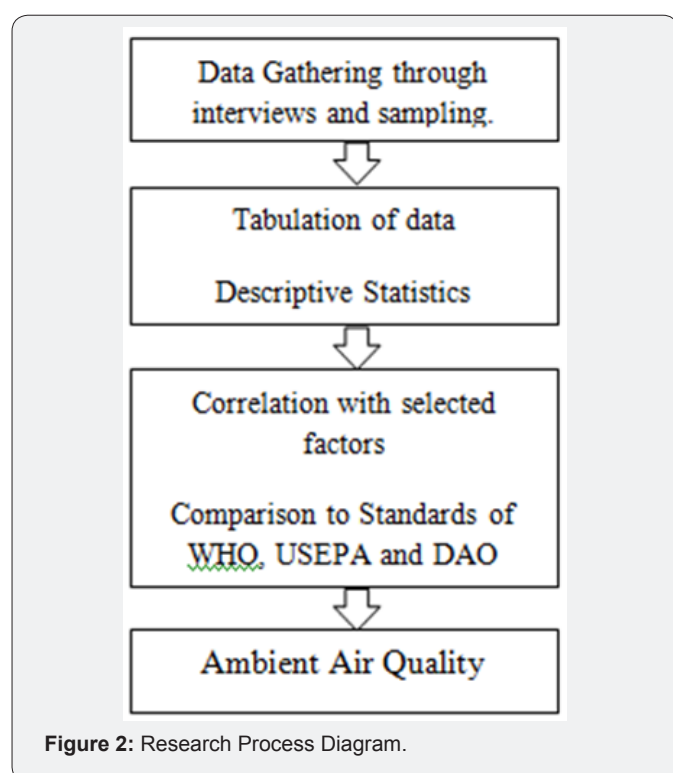 Data Gathering through
interviews and sampling.
Tabulation of data
Descriptive Statistics
Correlation with selected
factors
Comparison to Standards of
WHO, USEPA and DAO
Ambient Air Quality
Figure 2: Research Process Diagram.